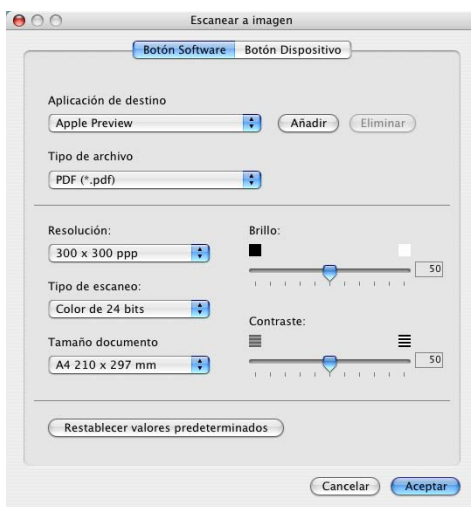 Escanear a imagen
Botón Software Botón Dispositivo
Aplicación de destino
Apple Preview Añadir Eliminar
Tipo de archivo
PDF (*.pdf)
Resolución: Brillo:
300 x 300 ppp 50
Tipo de escaneo:
Color de 24 bits
Contraste:
Tamaño documento
A4 210 x 297 mm 50
Restablecer valores predeterminados
Cancelar Aceptar